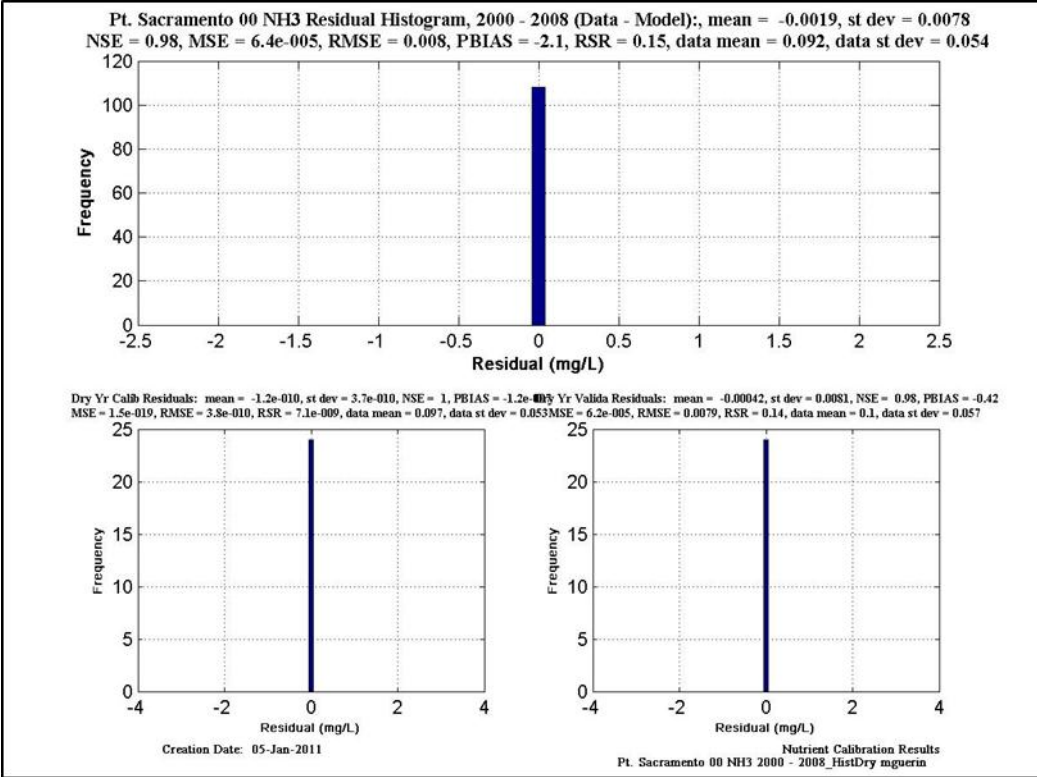 Pt. Sacramento 00 NH3 Residual Histogram, 2000 - 2008 (Data - Model):, mean = -0.0019, st dev = 0.0078
NSE = 0.98, MSE = 6.4e-005, RMSE = 0.008, PBIAS = -2.1, RSR = 0.15, data mean = 0.092, data st dev = 0.054
120
100
80
60
40
20
0
Frequency
-2.5 -2 -1.5 -1 -0.5 0 0.5 1 1.5 2 2.5
Residual (mg/L)
Dry Yr Calib Residuals: mean = -1.2e-010, st dev = 3.7e-010, NSE = 1, PBIAS = -1.2e-
Yr Valida Residuals: mean = -0.00042, st dev = 0.0081, NSE = 0.98, PBIAS = -0.42
MSE = 1.5e-019, RMSE = 3.8e-010, RSR = 7.1e-009, data mean = 0.097, data st dev = 0.053
MSE = 6.2e-005, RMSE = 0.0079, RSR = 0.14, data mean = 0.1, data st dev = 0.057
25
20
15
10
5
0
Frequency
-4 -2 0 2 4
Residual (mg/L)
25
20
15
10
5
0
Frequency
-4 -2 0 2 4
Residual (mg/L)
Creation Date: 05-Jan-2011
Nutrient Calibration Results
Pt. Sacramento 00 NH3 2000 - 2008_HistDry mguerin